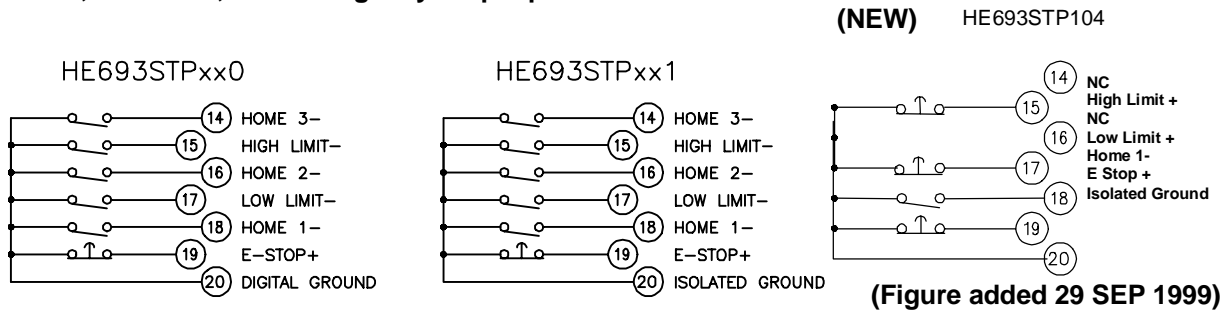 (NEW) HE693STP104
HE693STPxx0
14 HOME 3–
15 HIGH LIMIT–
16 HOME 2–
17 LOW LIMIT–
18 HOME 1–
19 E–STOP+
20 DIGITAL GROUND
HE693STPxx1
14 HOME 3–
15 HIGH LIMIT–
16 HOME 2–
17 LOW LIMIT–
18 HOME 1–
19 E–STOP+
20 ISOLATED GROUND
14 NC
15 High Limit +
16 NC
17 Low Limit +
18 Home 1-
19 E Stop +
20 Isolated Ground
(Figure added 29 SEP 1999)